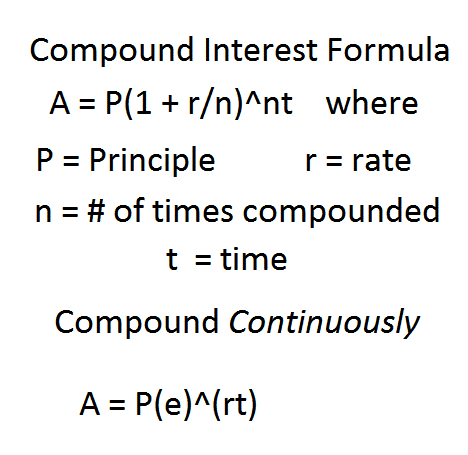 Compound Interest Formula
A = P(1 + r/n)^nt where
P = Principle r = rate
n = # of times compounded
t = time
Compound Continuously
A = P(e)^(rt)